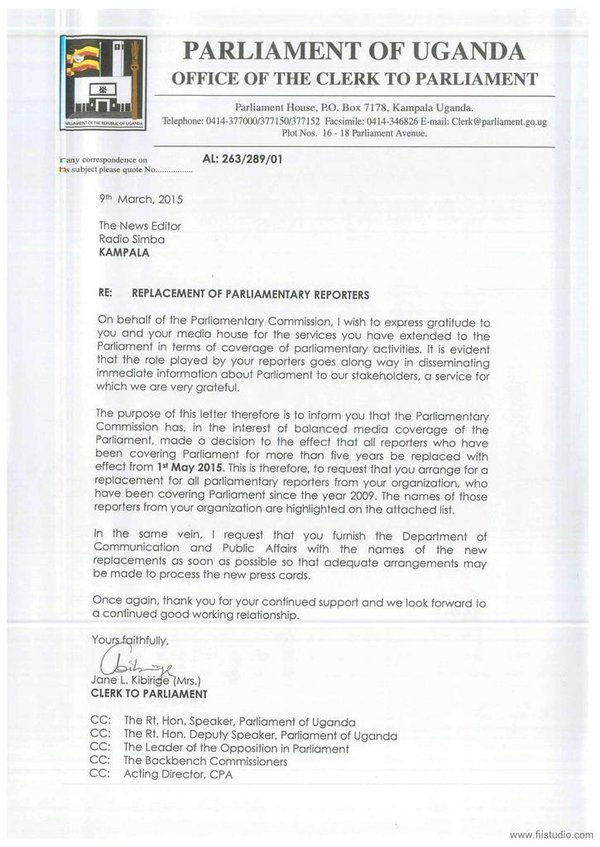 PARLIAMENT OF UGANDA
OFFICE OF THE CLERK TO PARLIAMENT
PARLIAMENT OF THE REPUBLIC OF UGANDA
Parliament House, P.O. Box 7178, Kampala Uganda.
Telephone: 0414-377000/377150/377152 Facsimile: 0414-346826 E-mail: Clerk@parliament.go.ug
Plot Nos. 16 - 18 Parliament Avenue.
any correspondence on
subject please quote No.................
AL: 263/289/01
9th March, 2015
The News Editor
Radio Simba
KAMPALA
RE: REPLACEMENT OF PARLIAMENTARY REPORTERS
On behalf of the Parliamentary Commission, I wish to express gratitude to
you and your media house for the services you have extended to the
Parliament in terms of coverage of parliamentary activities. It is evident
that the role played by your reporters goes along way in disseminating
immediate information about Parliament to our stakeholders, a service for
which we are very grateful.
The purpose of this letter therefore is to inform you that the Parliamentary
Commission has, in the interest of balanced media coverage of the
Parliament, made a decision to the effect that all reporters who have
been covering Parliament for more than five years be replaced with
effect from 1st May 2015. This is therefore, to request that you arrange for a
replacement for all parliamentary reporters from your organization, who
have been covering Parliament since the year 2009. The names of those
reporters from your organization are highlighted on the attached list.
In the same vein, I request that you furnish the Department of
Communication and Public Affairs with the names of the new
replacements as soon as possible so that adequate arrangements may
be made to process the new press cards.
Once again, thank you for your continued support and we look forward to
a continued good working relationship.
Yours faithfully,
Jane L. Kibirige (Mrs.)
CLERK TO PARLIAMENT
CC: The Rt. Hon. Speaker, Parliament of Uganda
CC: The Rt. Hon. Deputy Speaker, Parliament of Uganda
CC: The Leader of the Opposition in Parliament
CC: The Backbench Commissioners
CC: Acting Director, CPA
www.fiistudio.com